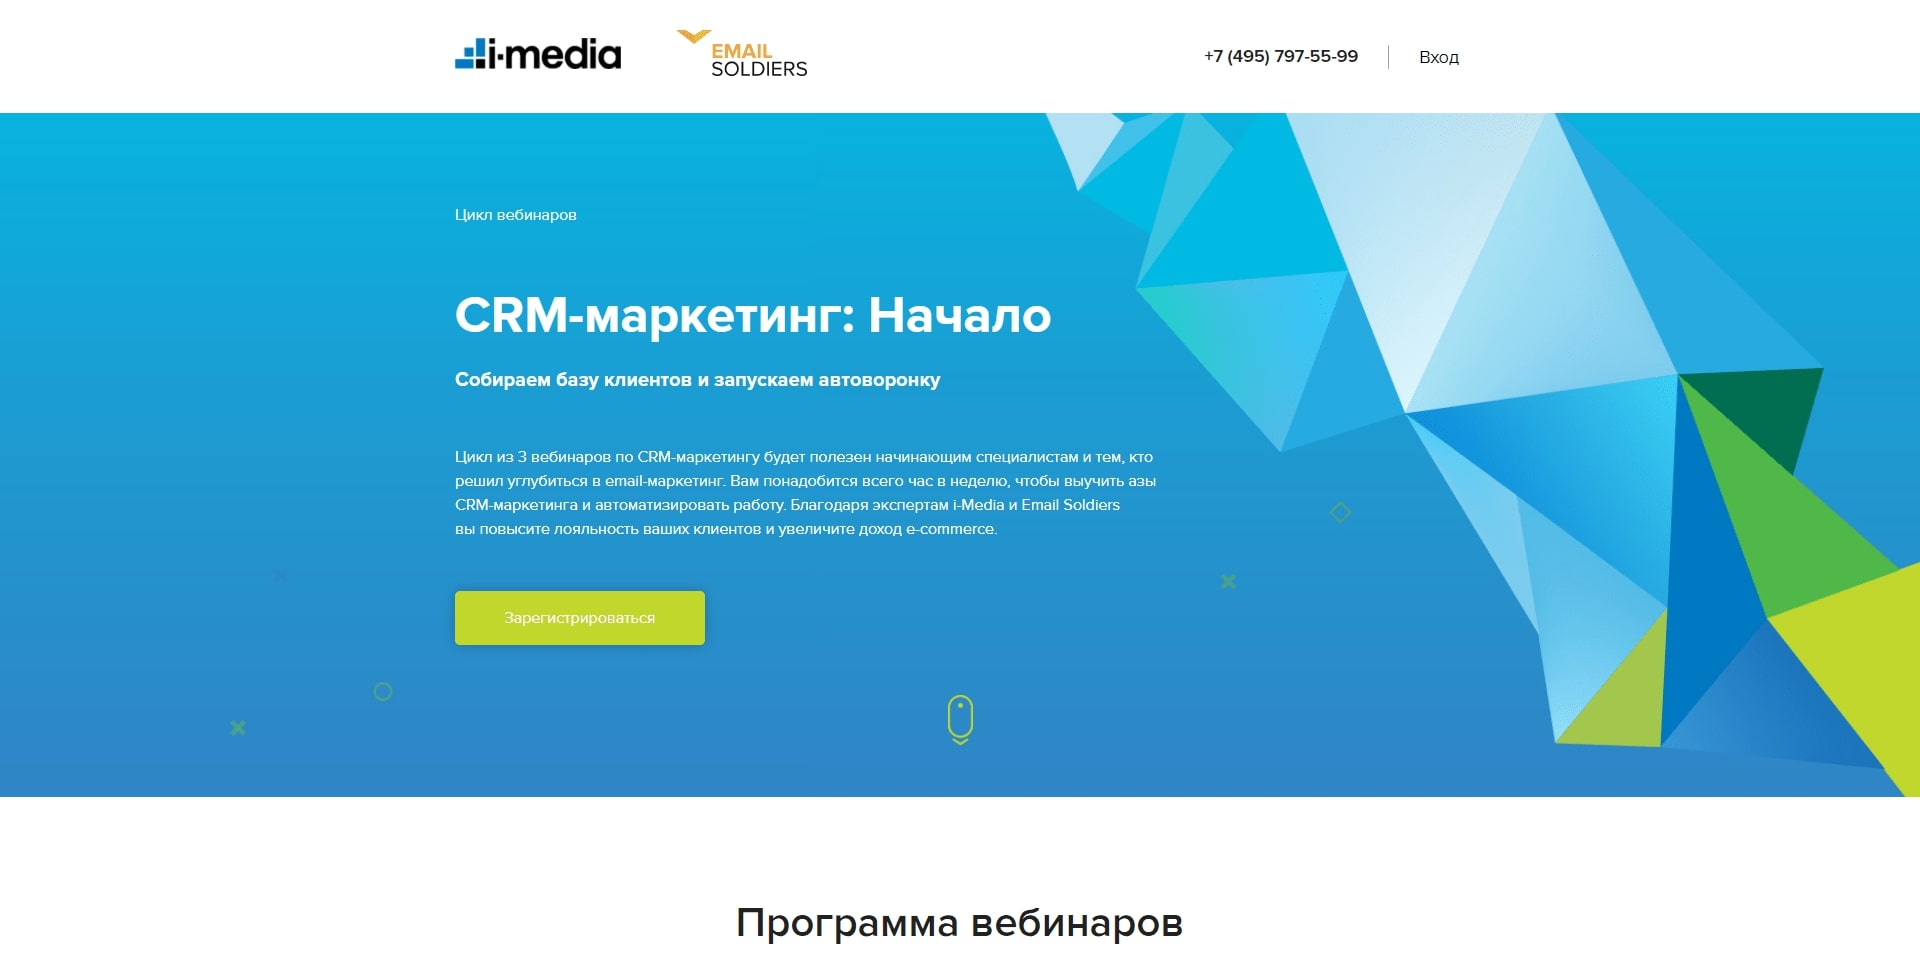 i-media
EMAIL
SOLDIERS
+7 (495) 797-55-99
Вход
Цикл вебинаров
CRM-маркетинг: Начало
Собираем базу клиентов и запускаем автоворонку
Цикл из 3 вебинаров по CRM-маркетингу будет полезен начинающим специалистам и тем, кто
решил углубиться в email-маркетинг. Вам понадобится всего час в неделю, чтобы выучить азы
CRM-маркетинга и автоматизировать работу. Благодаря экспертам i-Media и Email Soldiers
вы повысите лояльность ваших клиентов и увеличите доход e-commerce.
Зарегистрироваться
Программа вебинаров